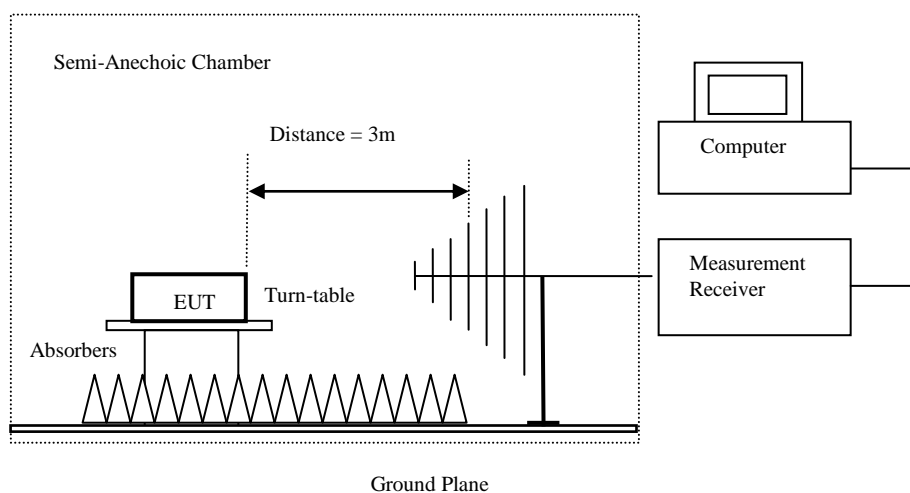 Semi-Anechoic Chamber
Distance = 3m
Computer
Measurement
Receiver
EUT
Turn-table
Absorbers
Ground Plane